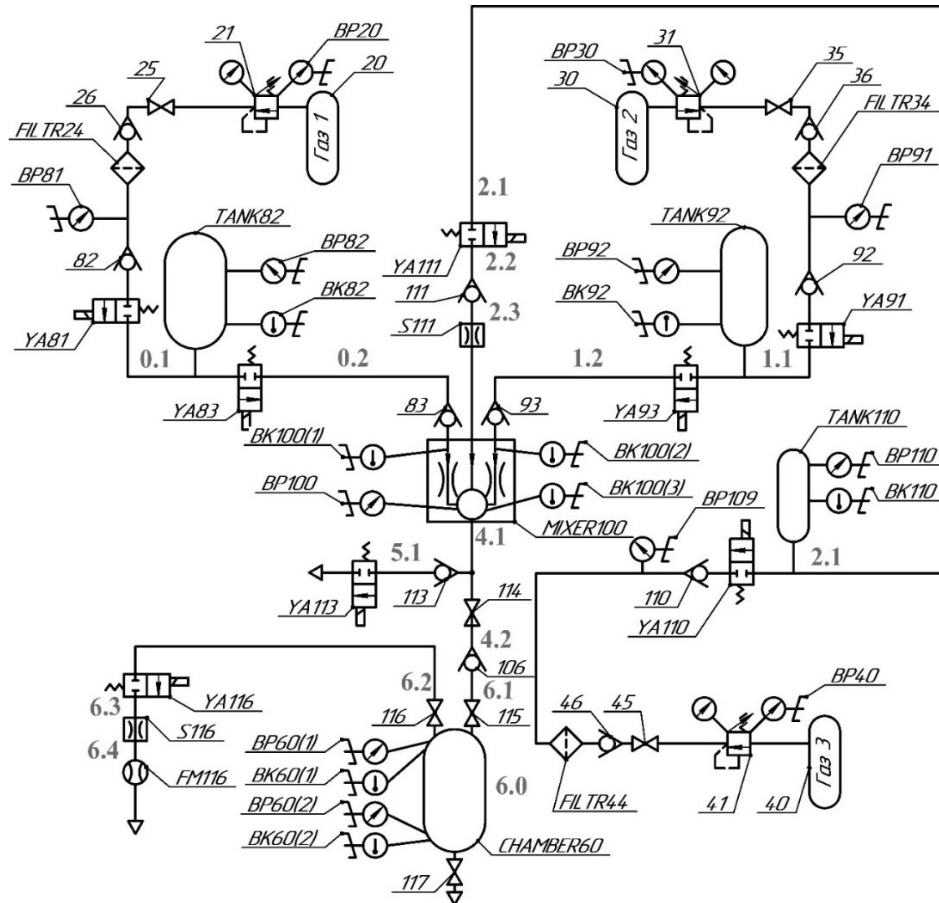 21
BP20
20
25
26
FILTR24
BP81
82
YA81
Газ 1
TANK82
BP82
BK82
0.1
0.2
YA83
83
BP30
31
35
30
36
FILTR34
Газ 2
BP91
TANK92
BP92
BK92
92
YA91
1.2
1.1
YA93
93
2.1
YA111
2.2
111
2.3
S111
BK100(1)
BP100
BK100(2)
BK100(3)
MIXER100
4.1
5.1
YA113
113
114
4.2
106
6.1
TANK110
BP110
BK110
BP109
2.1
110
YA110
6.2
6.3
YA116
S116
6.4
FM116
116
115
BP60(1)
BK60(1)
BP60(2)
BK60(2)
6.0
CHAMBER60
117
46
45
BP40
FILTR44
41
40
Газ 3